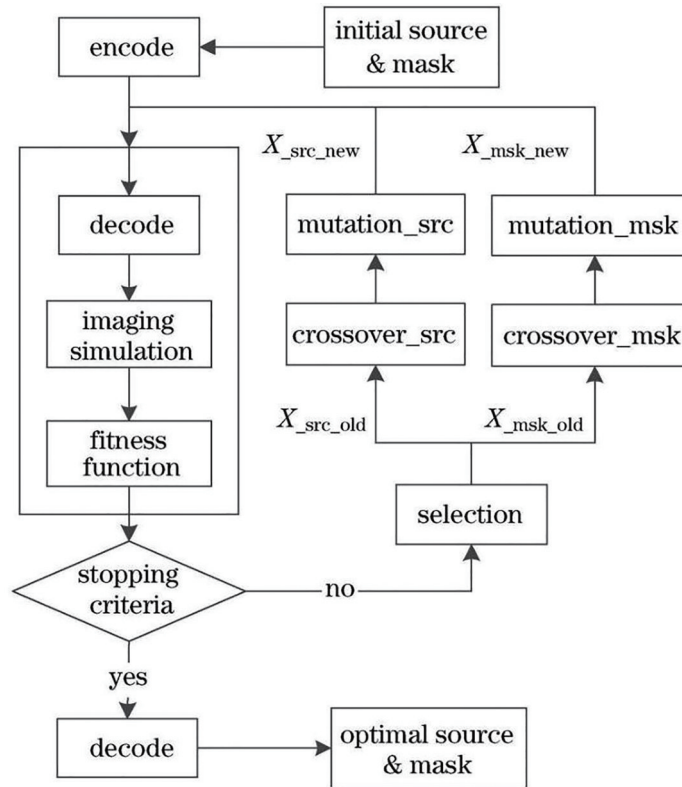 encode
initial source
& mask
X_src_new
X_msk_new
decode
mutation_src
mutation_msk
imaging
simulation
crossover_src
crossover_msk
fitness
function
X_src_old
X_msk_old
selection
stopping
criteria
no
yes
decode
optimal source
& mask